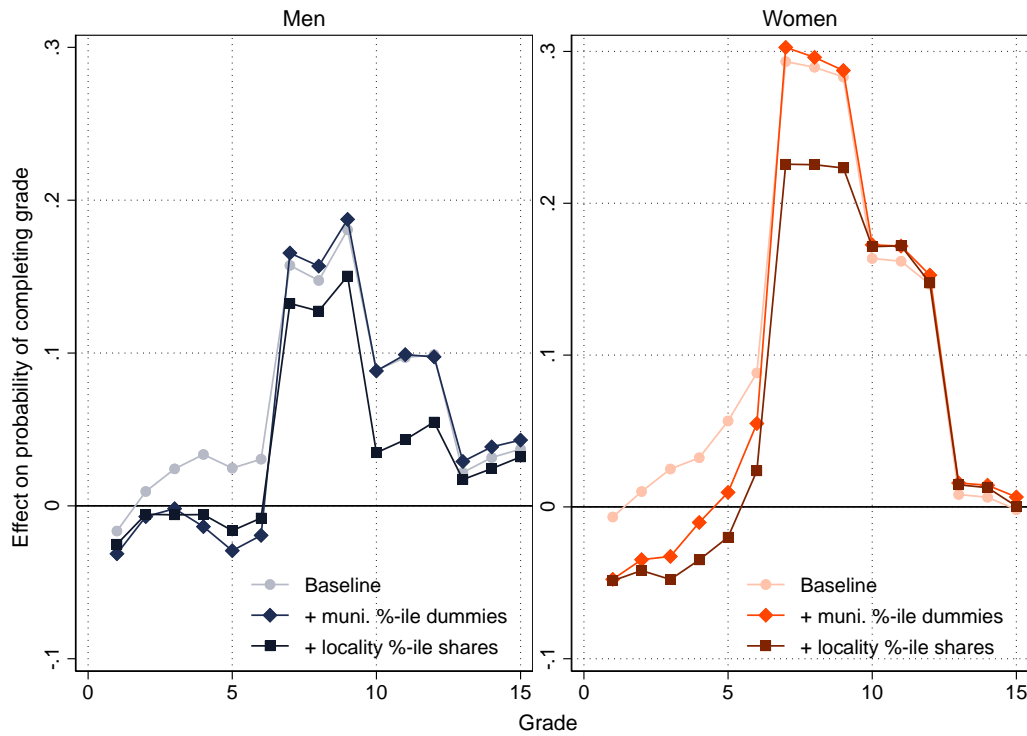 Men
Women
Effect on probability of completing grade
.3
.2
.1
0
-.1
.3
.2
.1
0
-.1
Baseline
+ muni. %-ile dummies
+ locality %-ile shares
Baseline
+ muni. %-ile dummies
+ locality %-ile shares
0 5 10 15
0 5 10 15
Grade